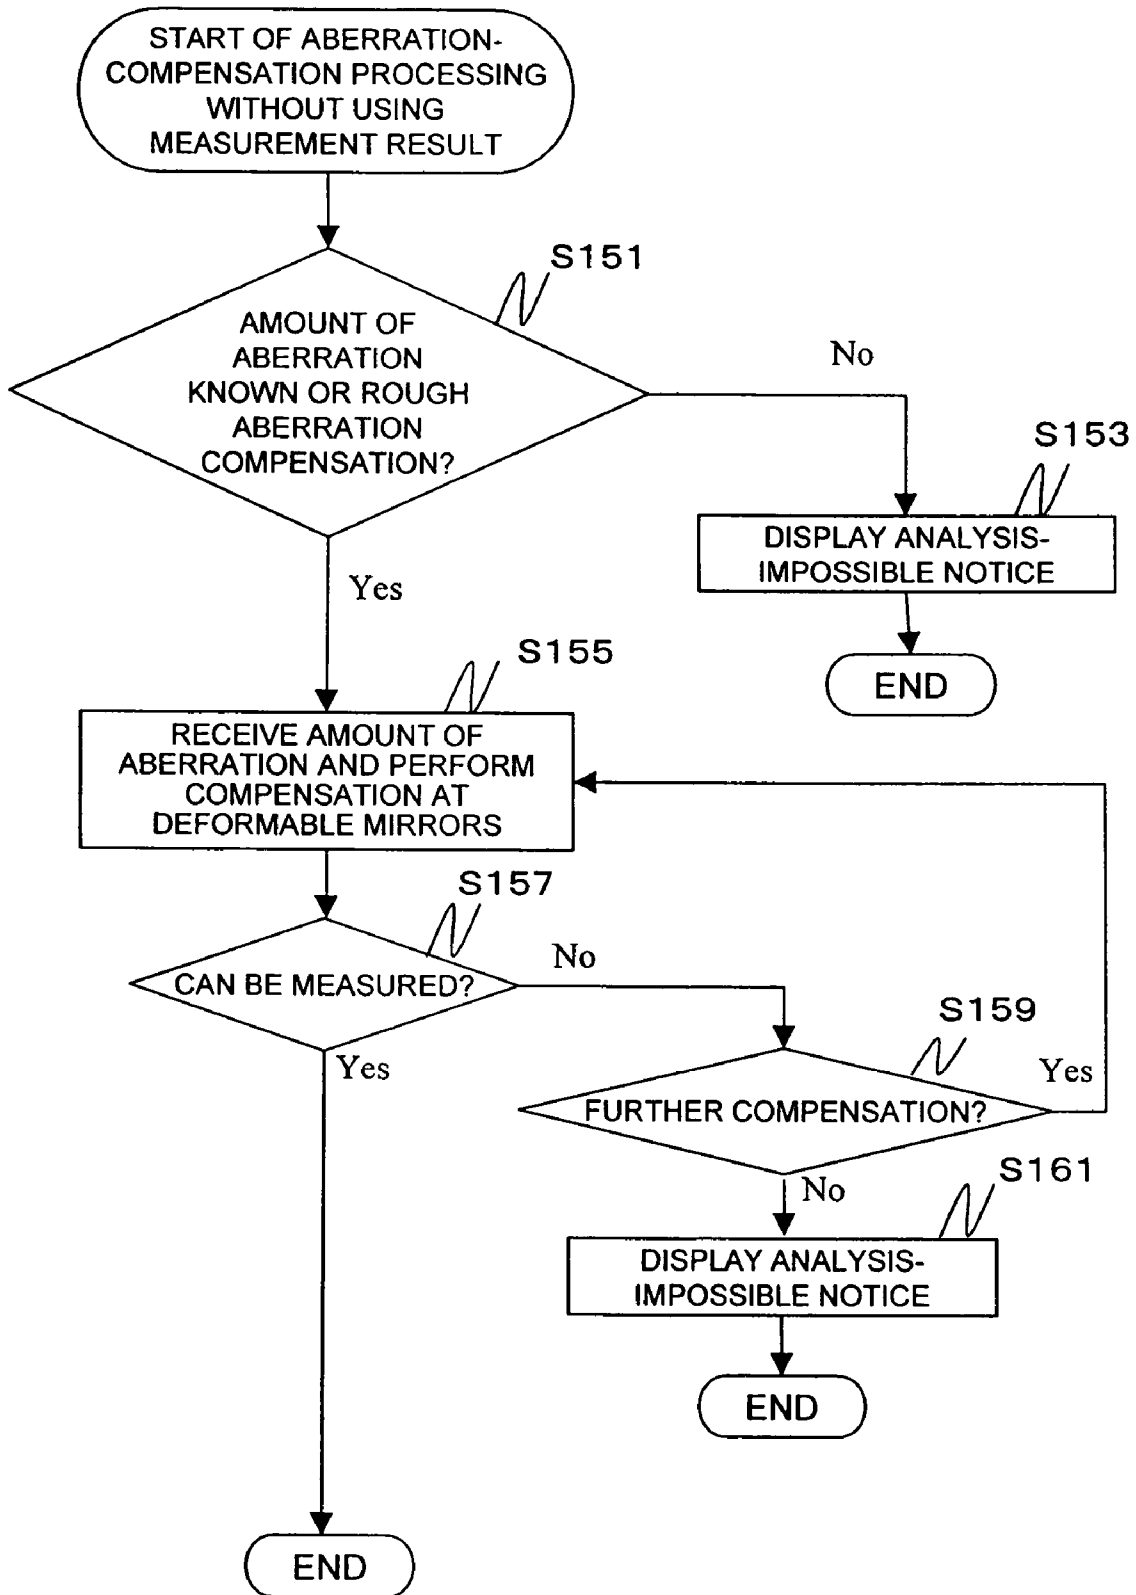 START OF ABERRATION-
COMPENSATION PROCESSING
WITHOUT USING
MEASUREMENT RESULT
S151
AMOUNT OF
ABERRATION
KNOWN OR ROUGH
ABERRATION
COMPENSATION?
No
S153
DISPLAY ANALYSIS-
IMPOSSIBLE NOTICE
END
Yes
S155
RECEIVE AMOUNT OF
ABERRATION AND PERFORM
COMPENSATION AT
DEFORMABLE MIRRORS
S157
CAN BE MEASURED?
No
Yes
S159
FURTHER COMPENSATION?
Yes
No
S161
DISPLAY ANALYSIS-
IMPOSSIBLE NOTICE
END
END